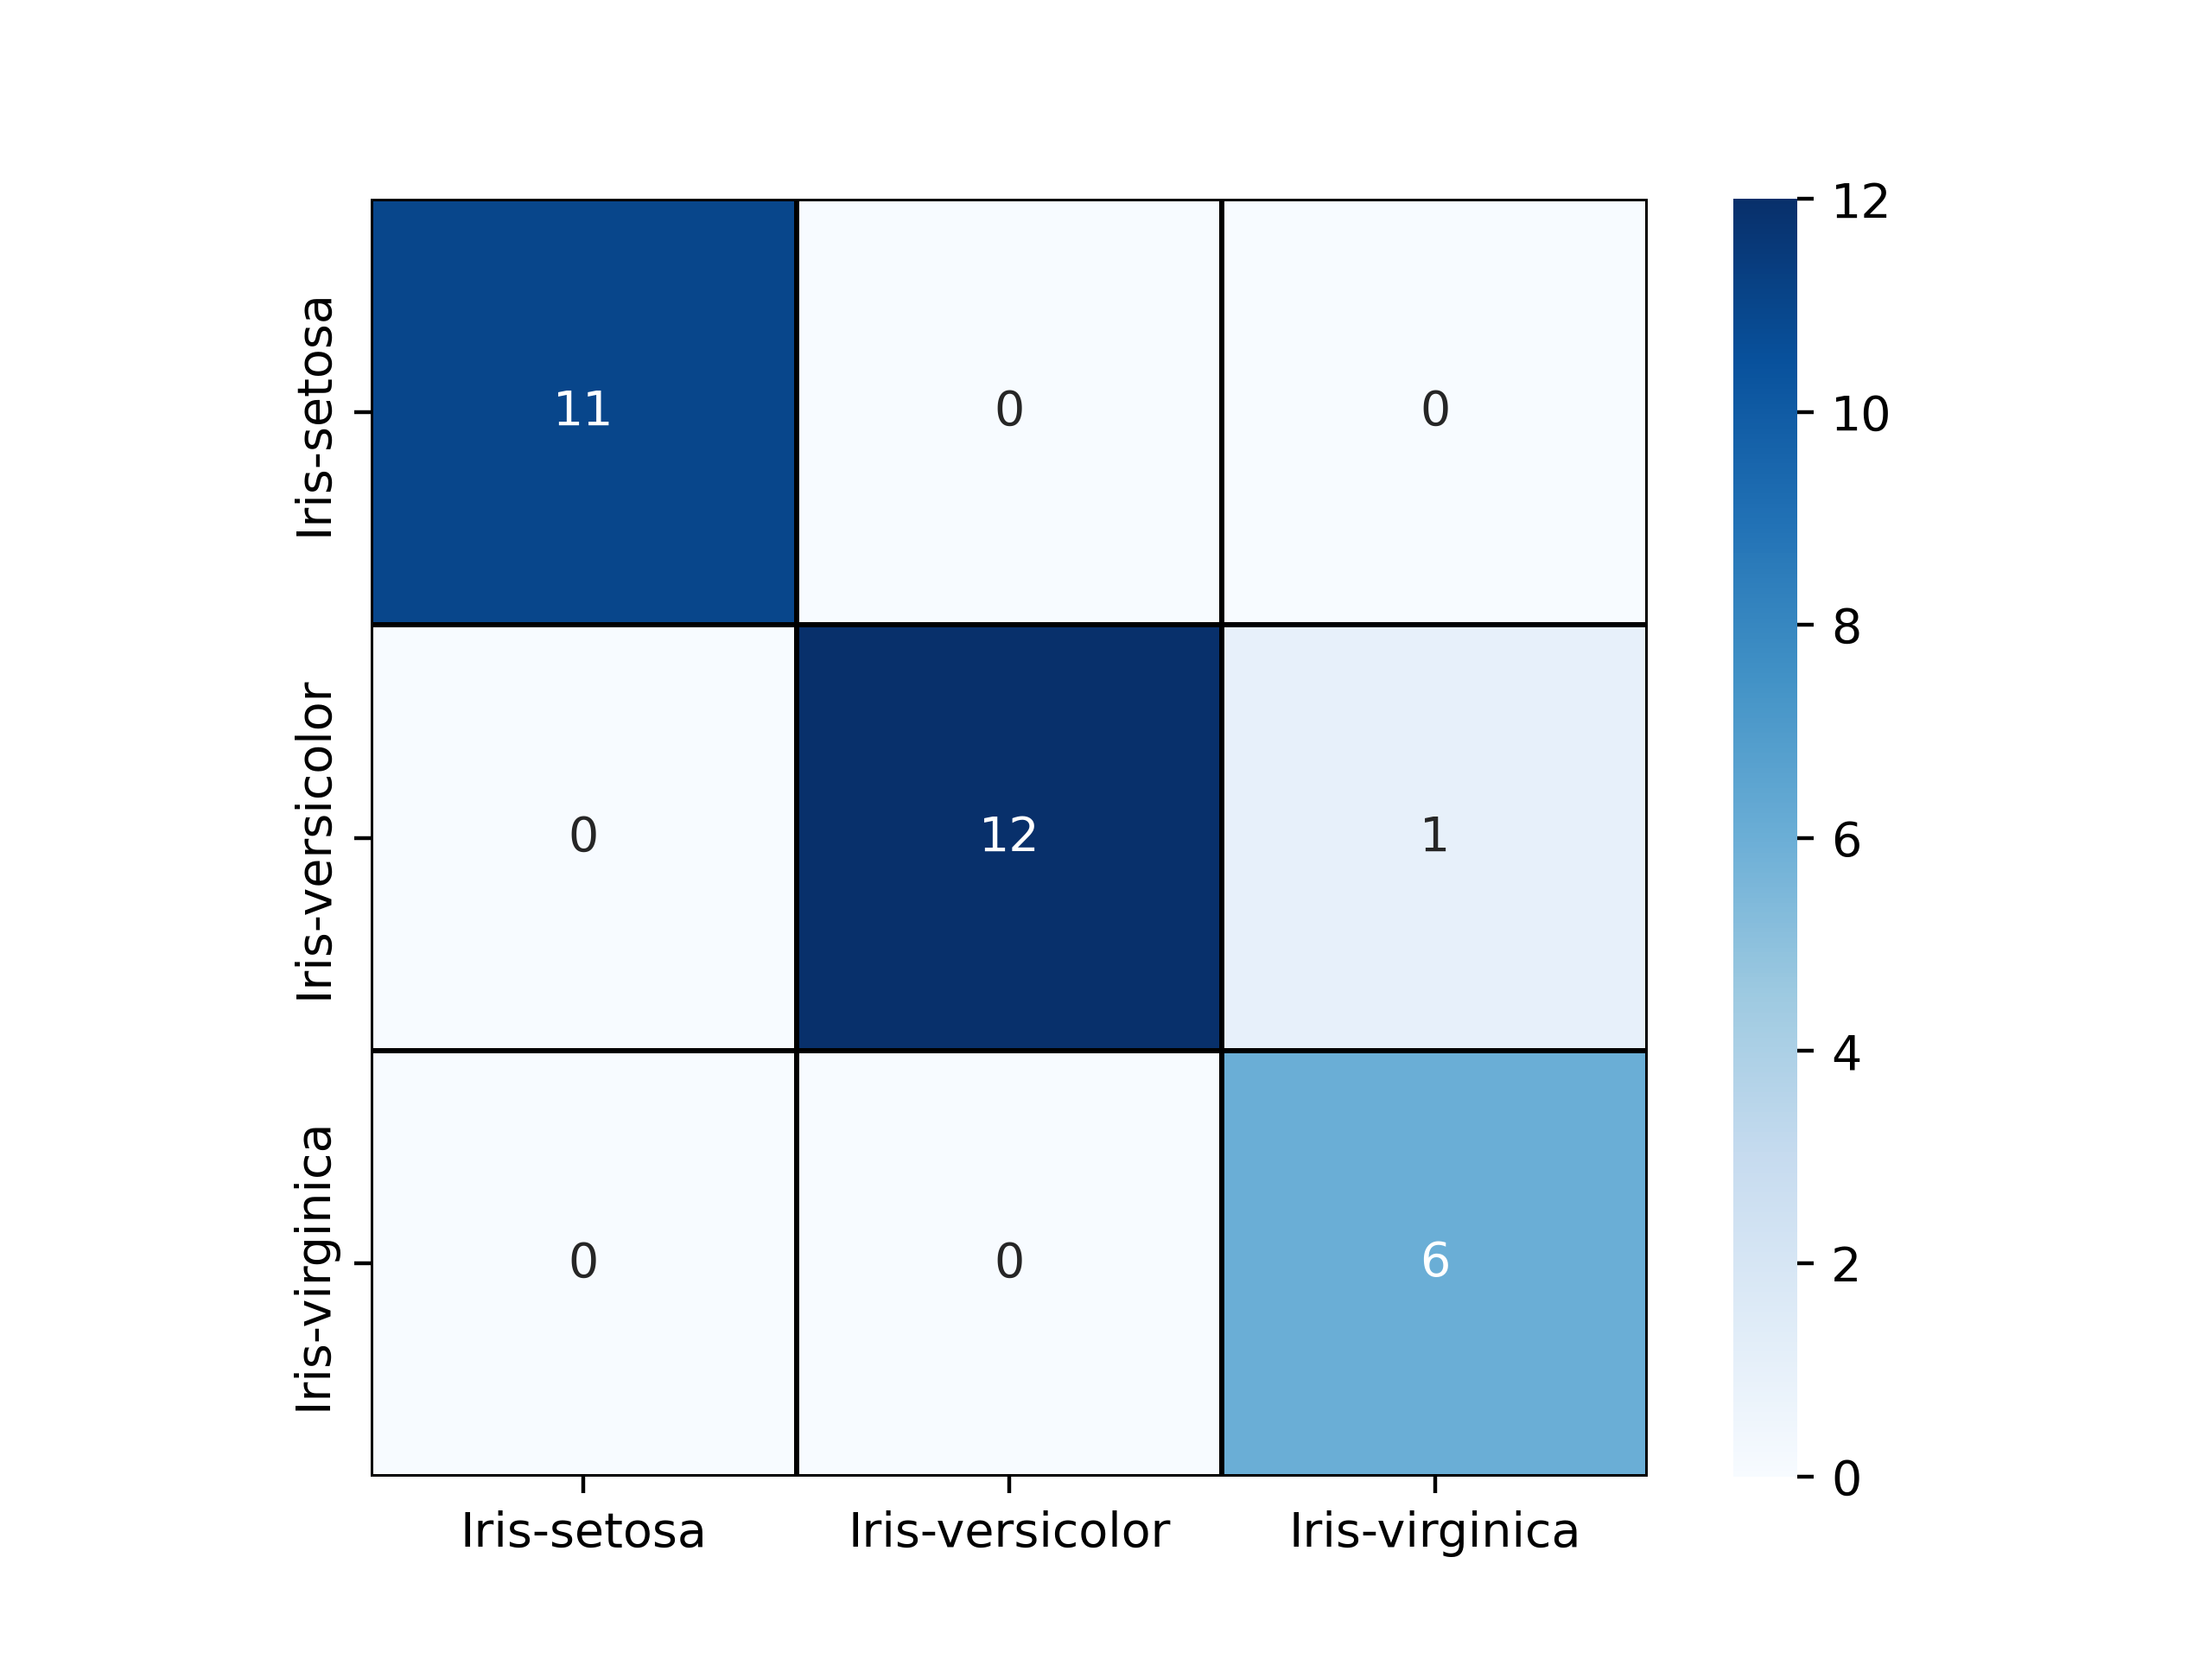 Iris-setosa
11 0 0
Iris-versicolor
0 12 1
Iris-virginica
0 0 6
Iris-setosa Iris-versicolor Iris-virginica
12
10
8
6
4
2
0